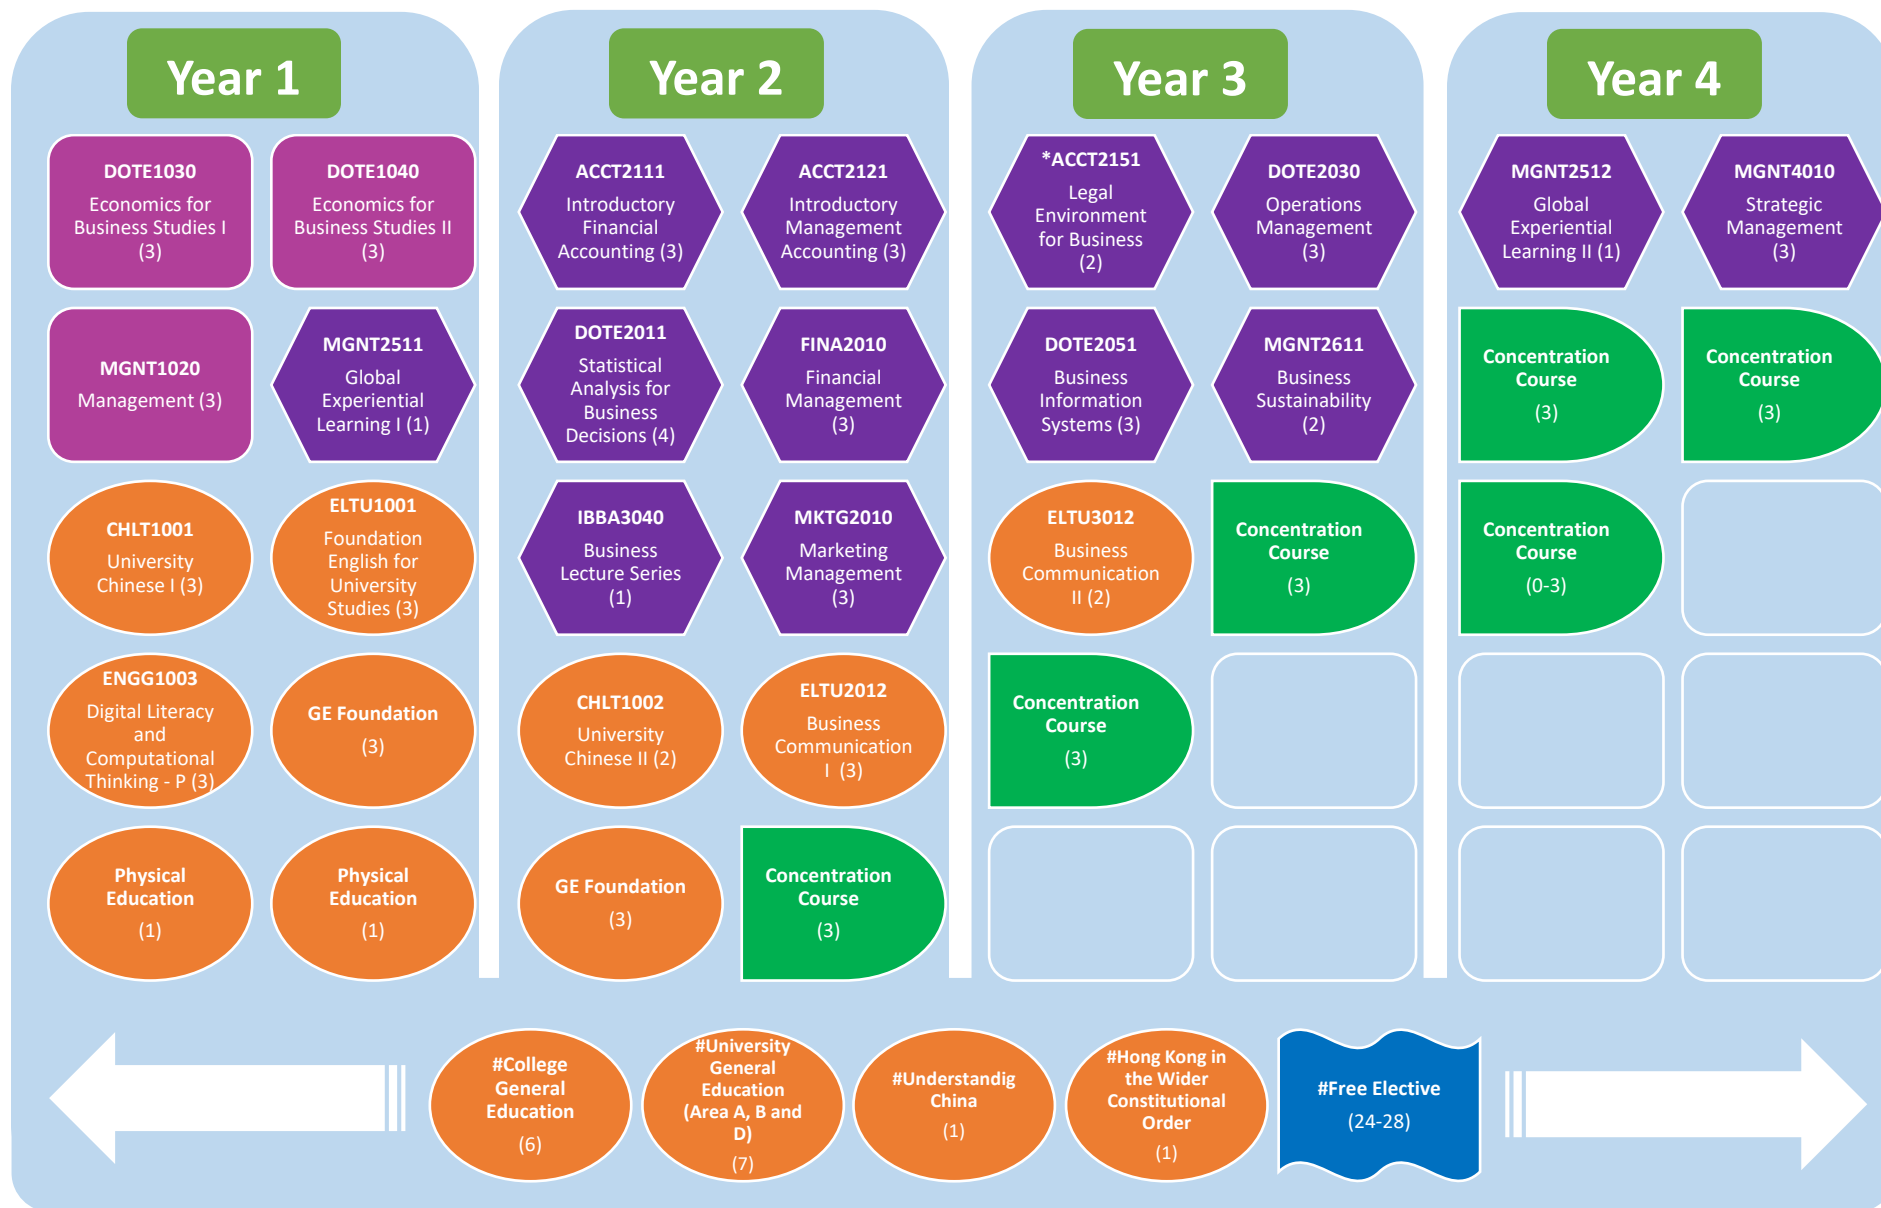 Year 1
DOTE1030
Economics for
Business Studies I
(3)
DOTE1040
Economics for
Business Studies II
(3)
MGNT1020
Management (3)
MGNT2511
Global
Experiential
Learning I (1)
CHLT1001
University
Chinese I (3)
ELTU1001
Foundation
English for
University
Studies (3)
ENGG1003
Digital Literacy
and
Computational
Thinking - P (3)
GE Foundation
(3)
Physical
Education
(1)
Physical
Education
(1)
Year 2
ACCT2111
Introductory
Financial
Accounting (3)
ACCT2121
Introductory
Management
Accounting (3)
DOTE2011
Statistical
Analysis for
Business
Decisions (4)
FINA2010
Financial
Management
(3)
IBBA3040
Business
Lecture Series
(1)
MKTG2010
Marketing
Management
(3)
CHLT1002
University
Chinese II (2)
ELTU2012
Business
Communication
I (3)
GE Foundation
(3)
Concentration
Course
(3)
Year 3
*ACCT2151
Legal
Environment
for Business
(2)
DOTE2030
Operations
Management
(3)
DOTE2051
Business
Information
Systems (3)
MGNT2611
Business
Sustainability
(2)
ELTU3012
Business
Communication
II (2)
Concentration
Course
(3)
Concentration
Course
(3)
Year 4
MGNT2512
Global
Experiential
Learning II (1)
MGNT4010
Strategic
Management
(3)
Concentration
Course
(3)
Concentration
Course
(3)
Concentration
Course
(0-3)
#College
General
Education
(6)
#University
General
Education
(Area A, B and
D)
(7)
#Understandig
China
(1)
#Hong Kong in
the Wider
Constitutional
Order
(1)
#Free Elective
(24-28)